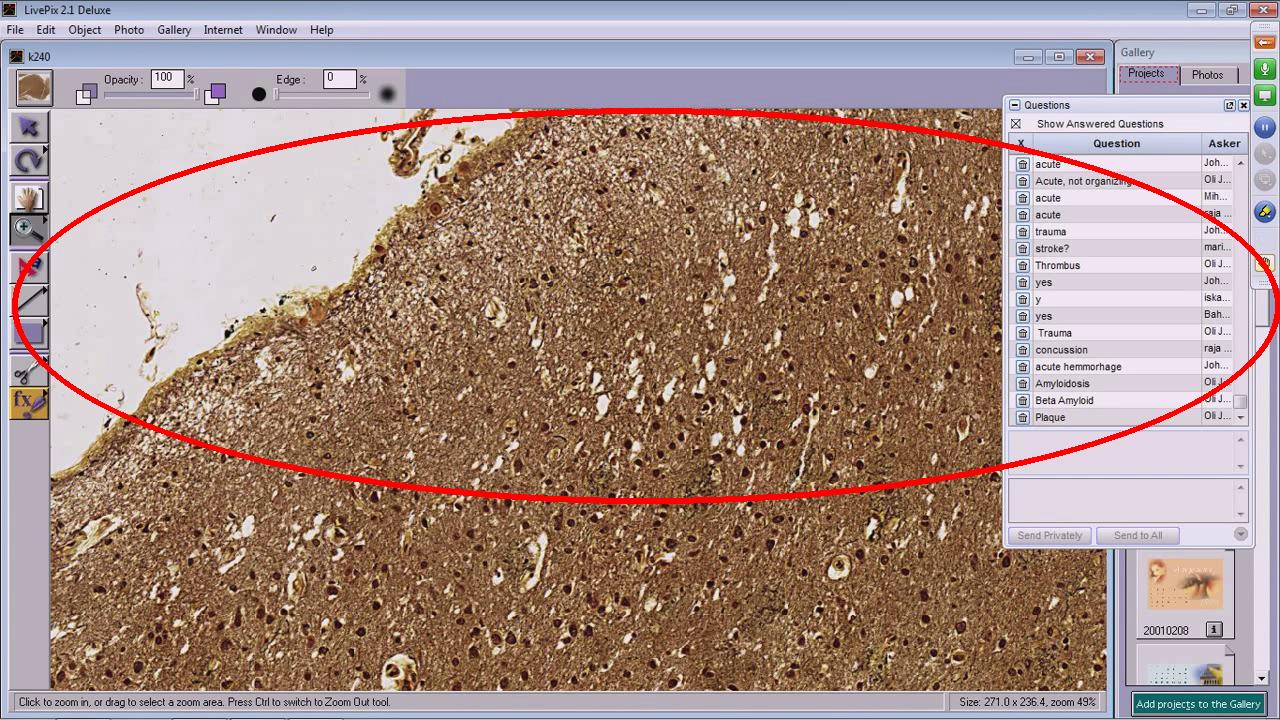 LivePix 2.1 Deluxe
File Edit Object Photo Gallery Internet Window Help
k240
Opacity : 100 %
Edge : 0 %
Gallery
Projects Photos
Questions
Show Answered Questions
X Question Asker
acute Joh...
Acute, not organizing Oli J...
acute Mih...
acute raja ...
trauma Joh...
stroke? mari...
Thrombus Oli J...
yes Joh...
y iska...
yes Bah...
Trauma Oli J...
concussion raja ...
acute hemmorhage Joh...
Amyloidosis Oli J...
Beta Amyloid Oli J...
Plaque Oli J...
Send Privately Send to All
fx
20010208
Click to zoom in, or drag to select a zoom area. Press Ctrl to switch to 'Zoom Out tool'.
Size: 271.0 x 236.4, zoom 49%
Add projects to the Gallery